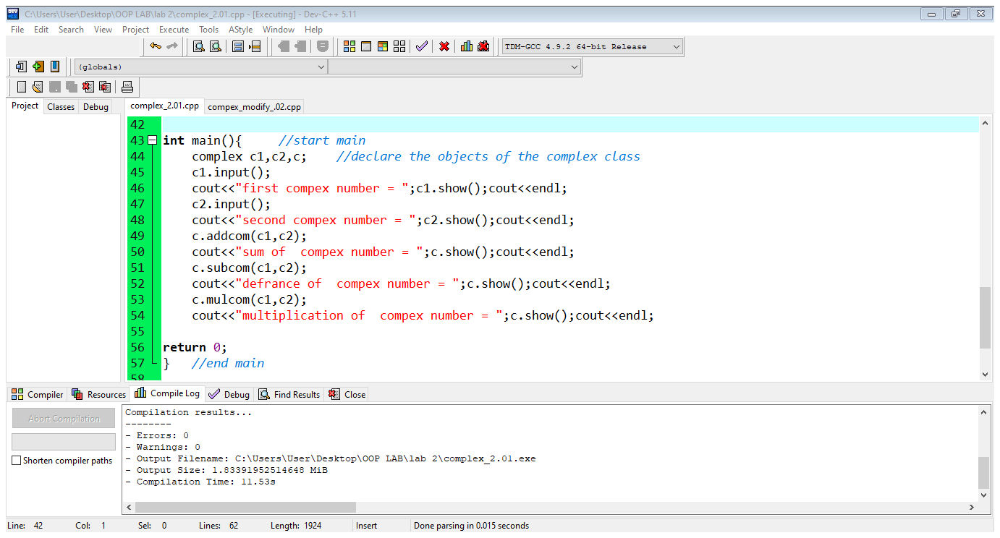 C:\Users\User\Desktop\OOP LAB\lab 2\complex_2.01.cpp - [Executing] - Dev-C++ 5.11
File Edit Search View Project Execute Tools AStyle Window Help
TDM-GCC 4.9.2 64-bit Release
(globals)
Project Classes Debug complex_2.01.cpp compex_modify_.02.cpp
42
43 int main(){     //start main
44     complex c1,c2,c;    //declare the objects of the complex class
45     c1.input();
46     cout<<"first compex number = ";c1.show();cout<<endl;
47     c2.input();
48     cout<<"second compex number = ";c2.show();cout<<endl;
49     c.addcom(c1,c2);
50     cout<<"sum of  compex number = ";c.show();cout<<endl;
51     c.subcom(c1,c2);
52     cout<<"defrance of  compex number = ";c.show();cout<<endl;
53     c.mulcom(c1,c2);
54     cout<<"multiplication of  compex number = ";c.show();cout<<endl;
55
56 return 0;
57 }   //end main
58
Compiler Resources Compile Log Debug Find Results Close
Abort Compilation
Shorten compiler paths
Compilation results...
--------
- Errors: 0
- Warnings: 0
- Output Filename: C:\Users\User\Desktop\OOP LAB\lab 2\complex_2.01.exe
- Output Size: 1.83391952514648 MiB
- Compilation Time: 11.53s
Line: 42 Col: 1 Sel: 0 Lines: 62 Length: 1924 Insert Done parsing in 0.015 seconds